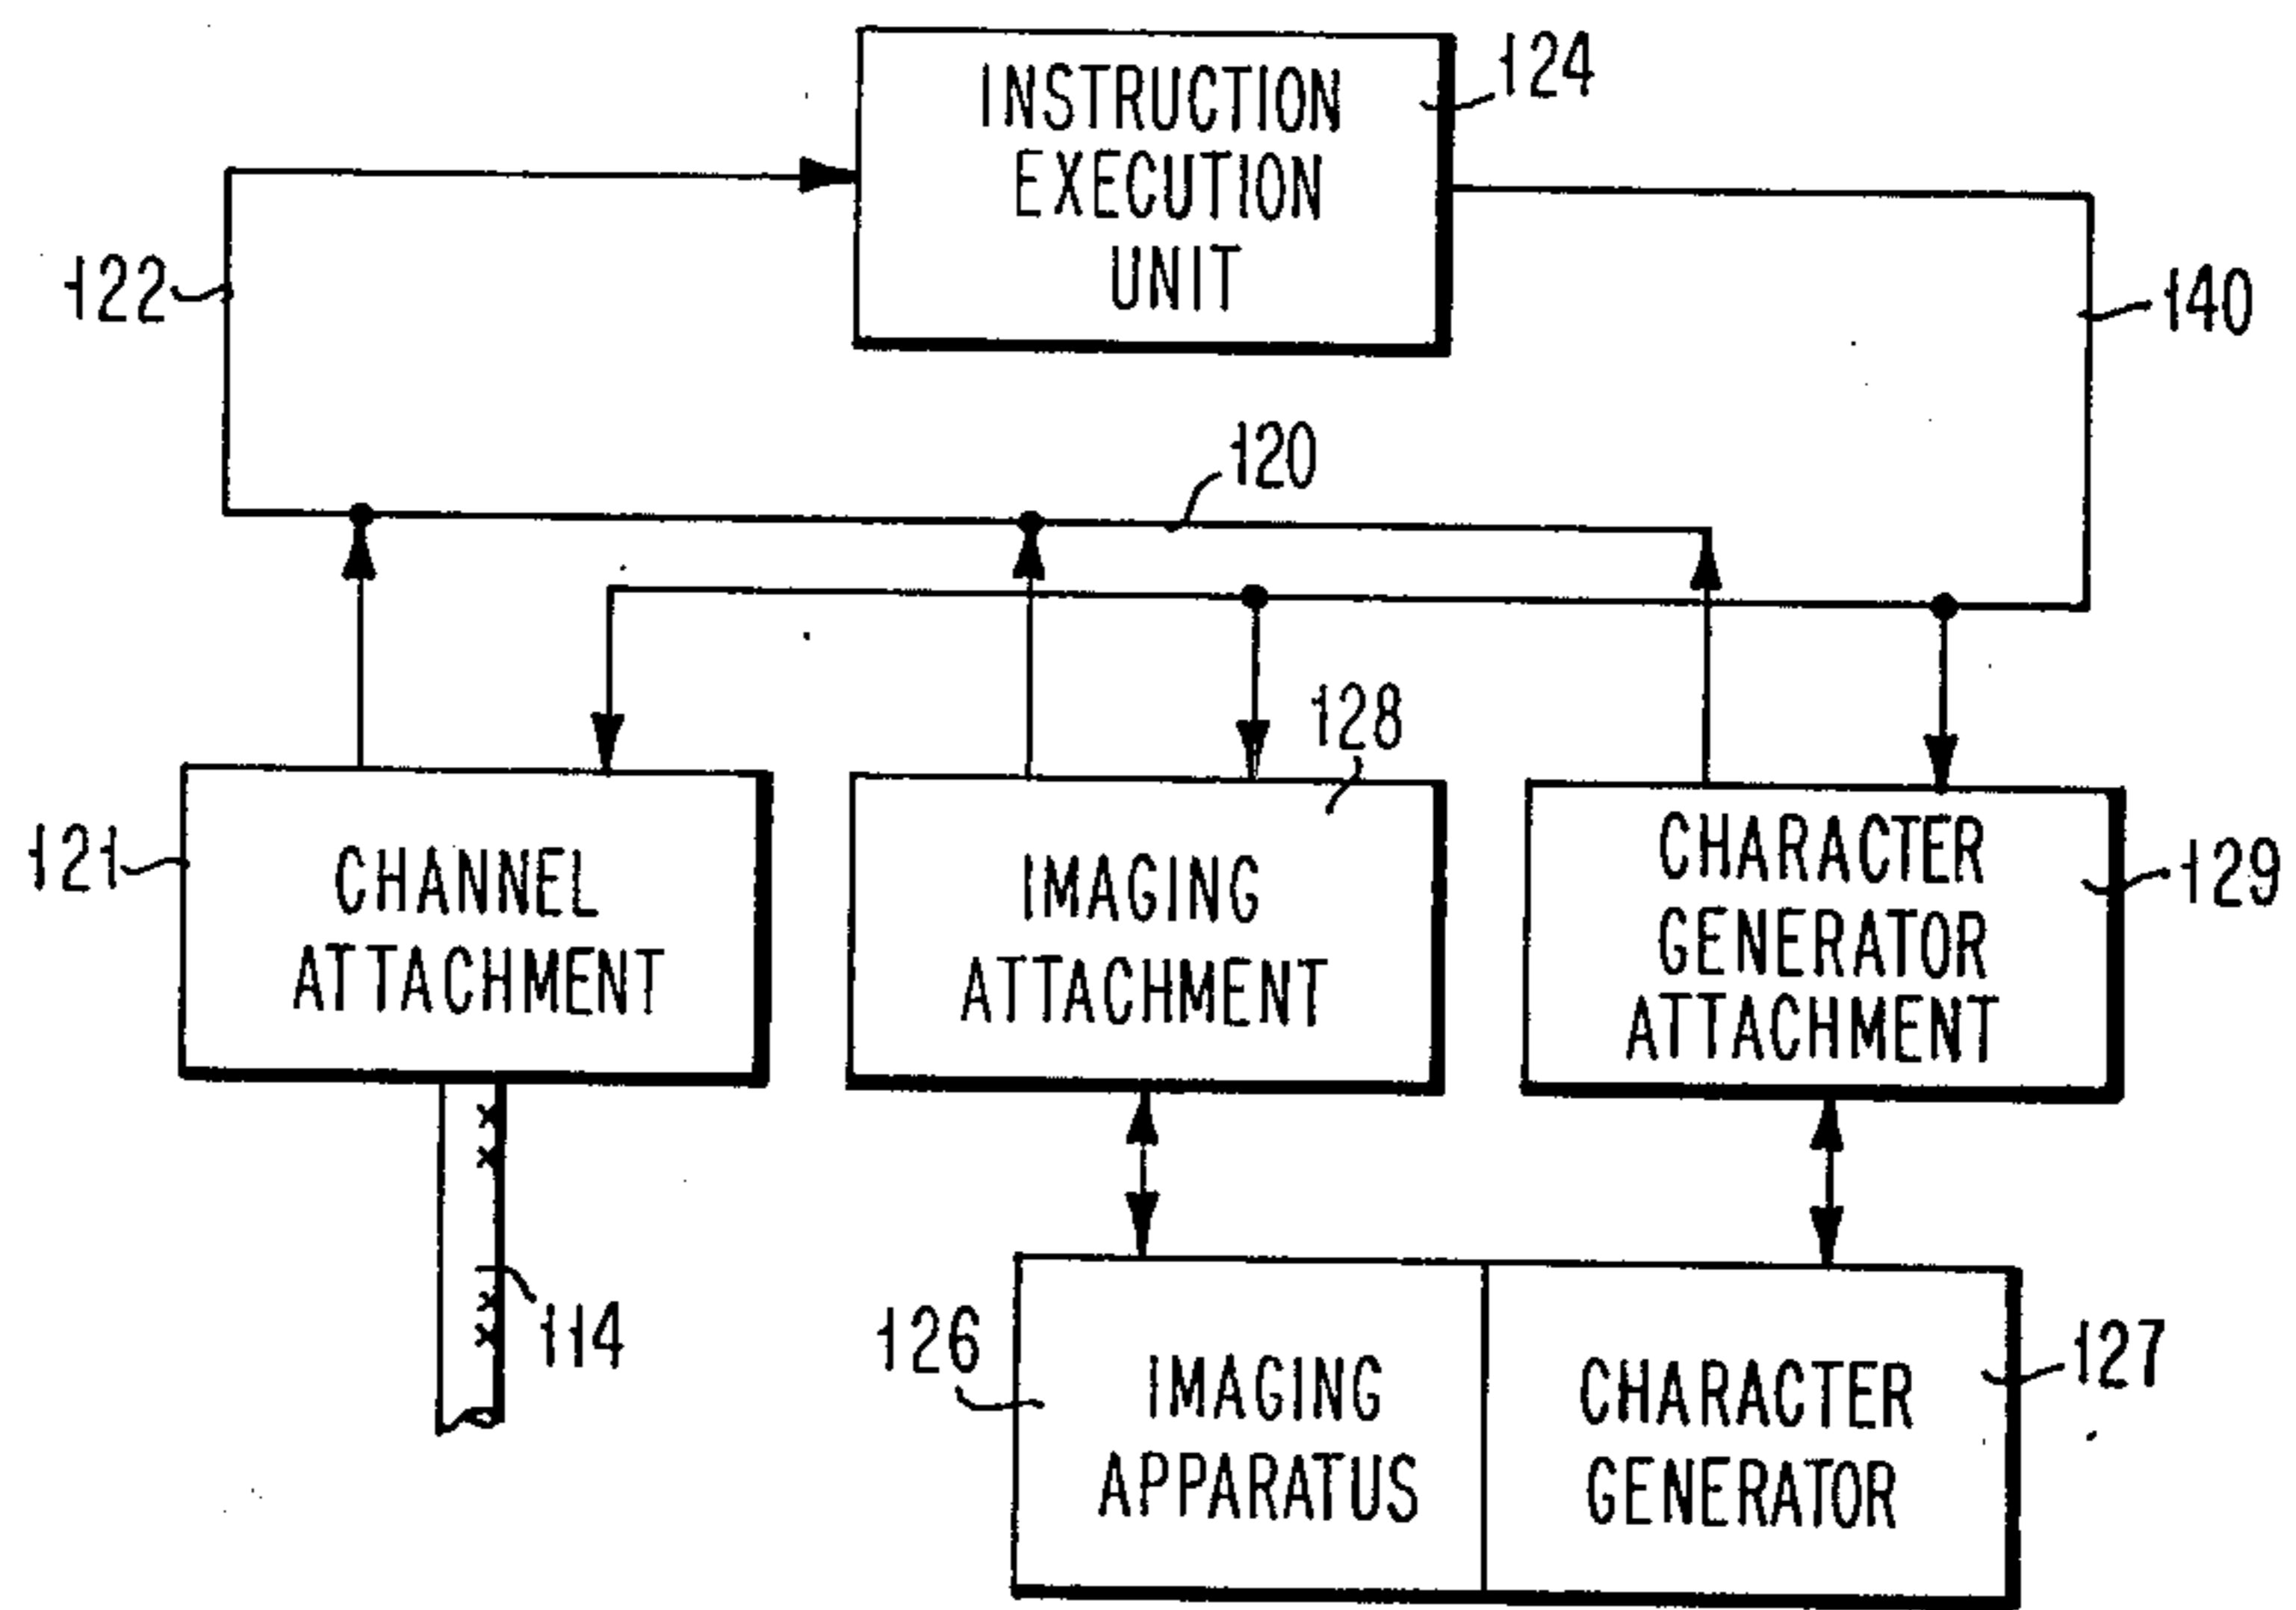 INSTRUCTION
EXECUTION
UNIT
124
122
140
120
128
121
CHANNEL
ATTACHMENT
IMAGING
ATTACHMENT
CHARACTER
GENERATOR
ATTACHMENT
129
114
126
IMAGING
APPARATUS
CHARACTER
GENERATOR
127